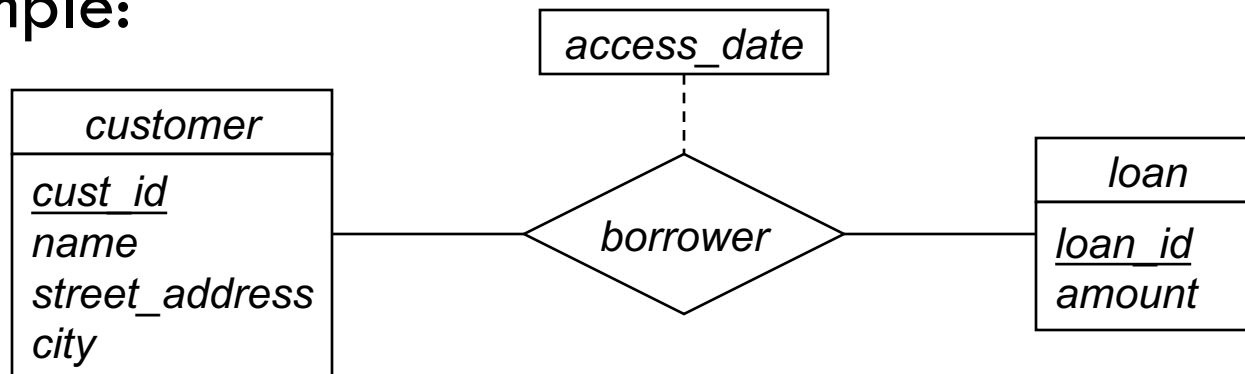 mple:
access_date
customer
cust_id
name
street_address
city
borrower
loan
loan_id
amount